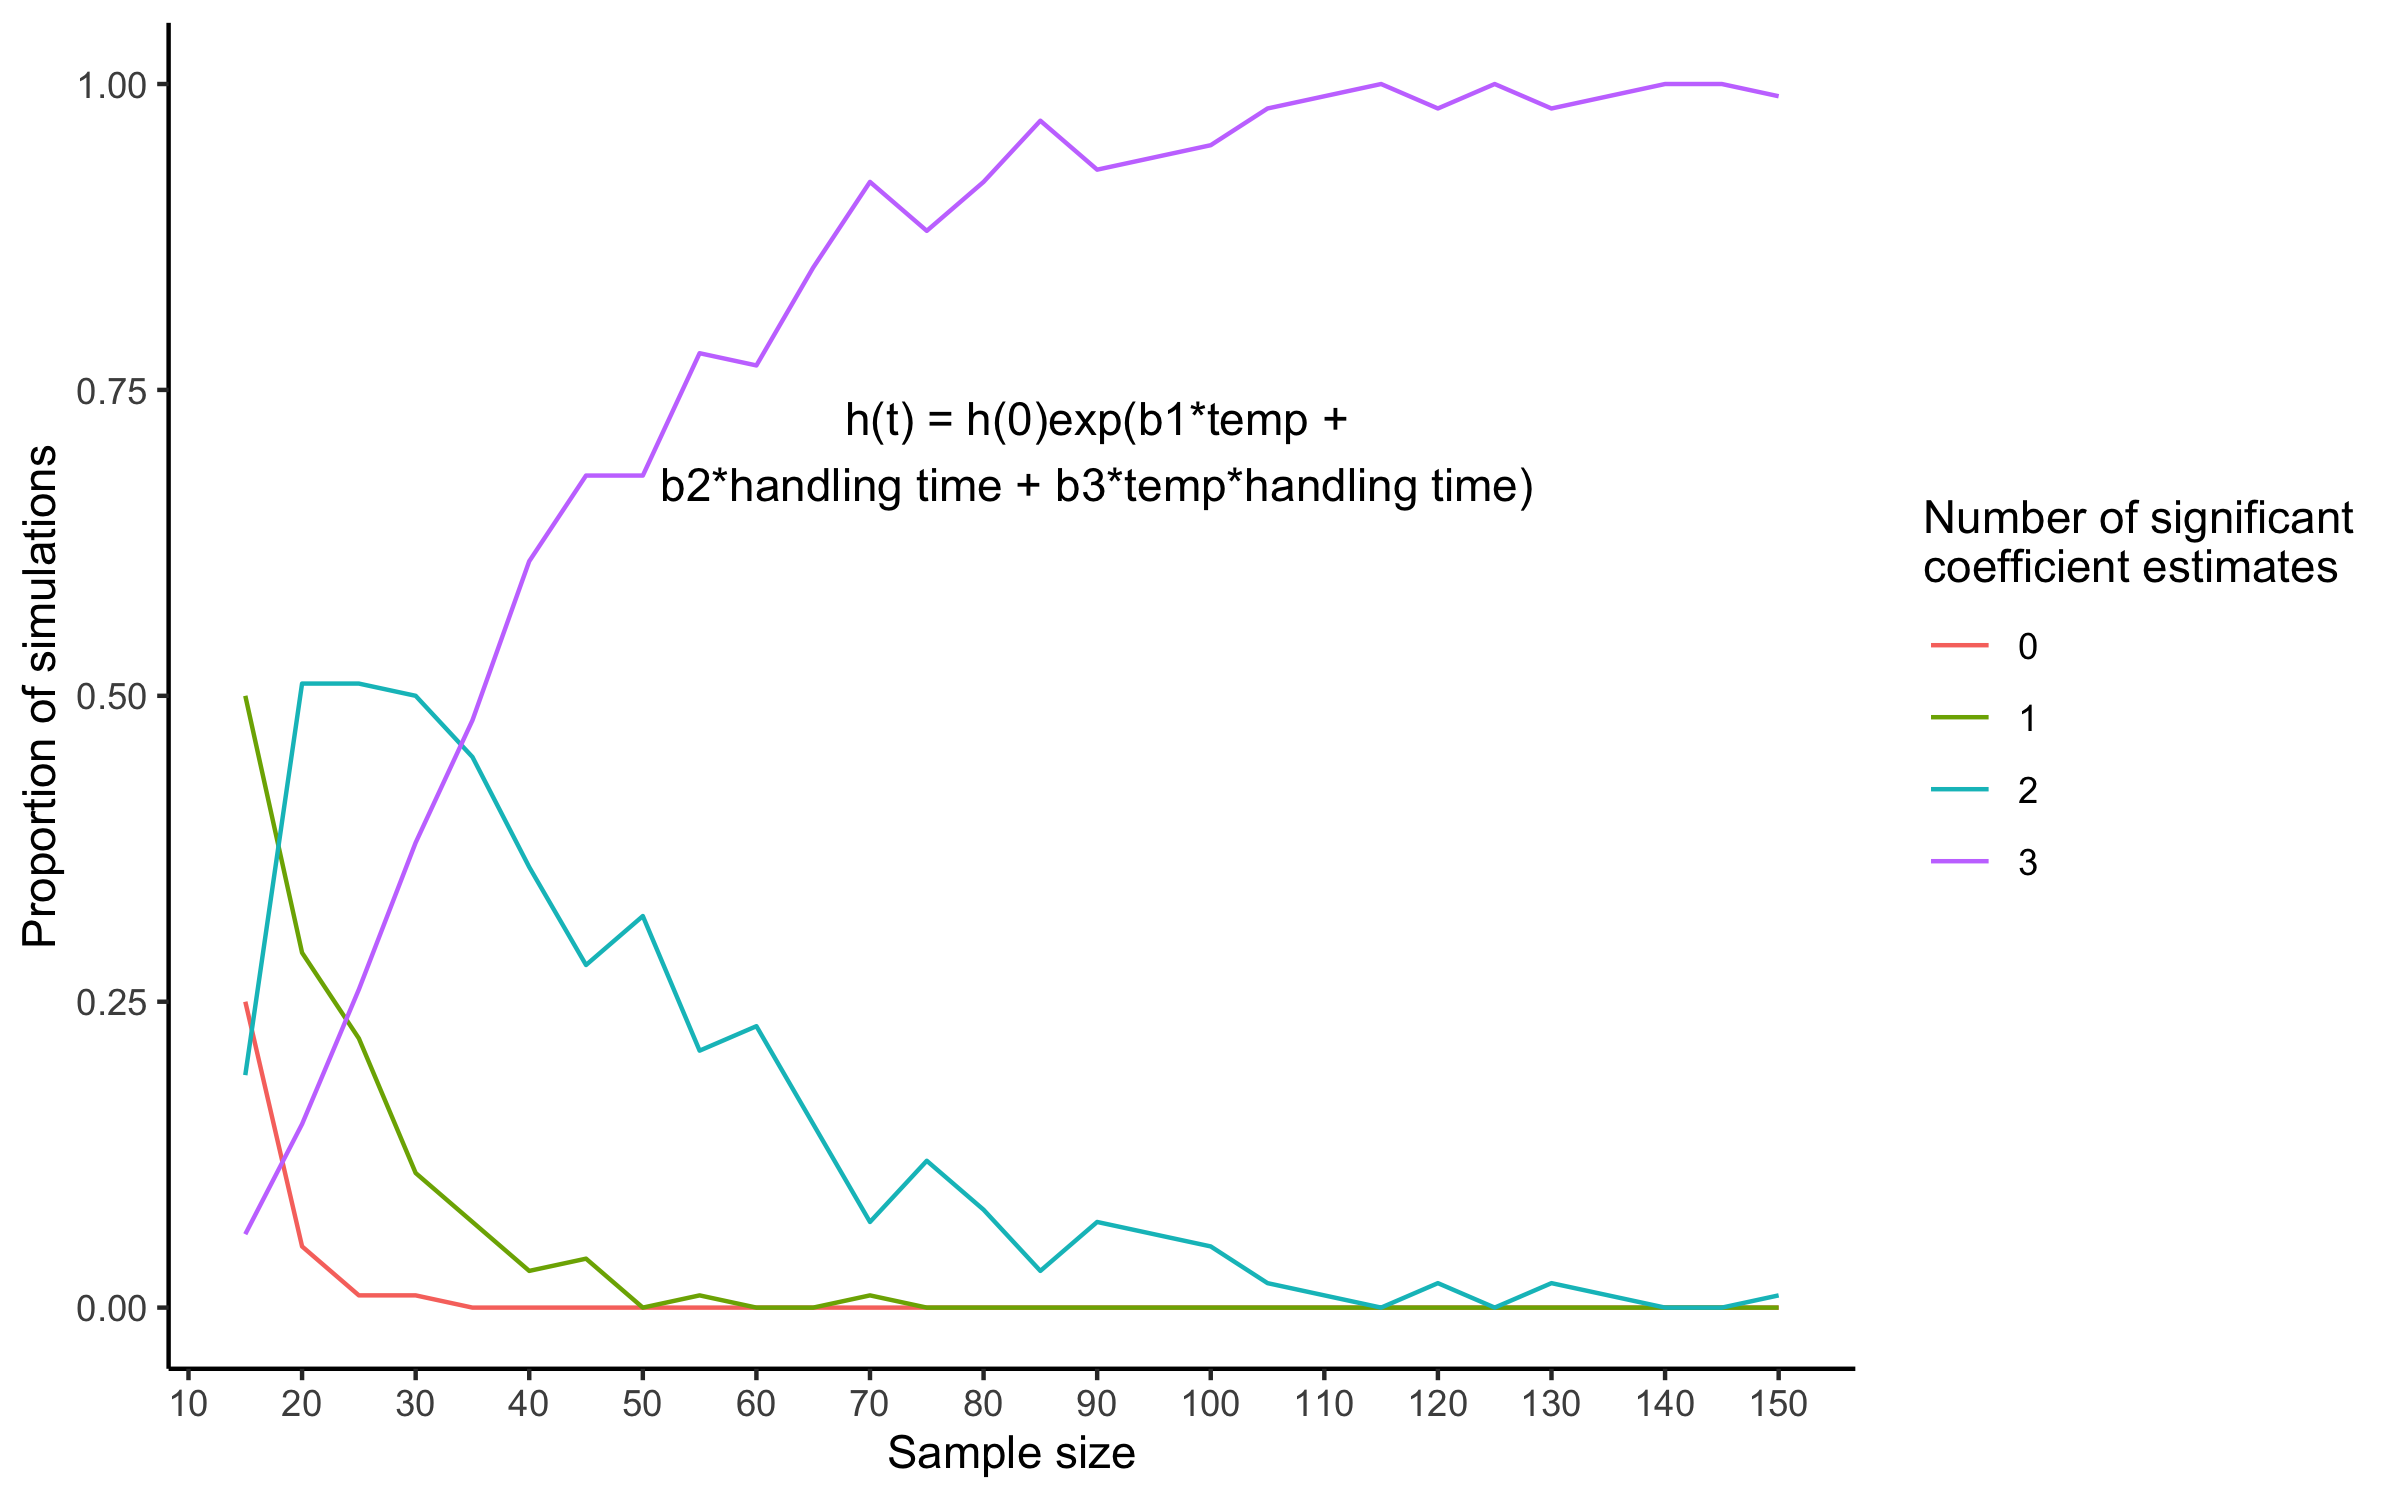 1.00
0.75
0.50
0.25
0.00
Proportion of simulations
h(t) = h(0)exp(b1*temp +
b2*handling time + b3*temp*handling time)
10 20 30 40 50 60 70 80 90 100 110 120 130 140 150
Sample size
Number of significant
coefficient estimates
0
1
2
3